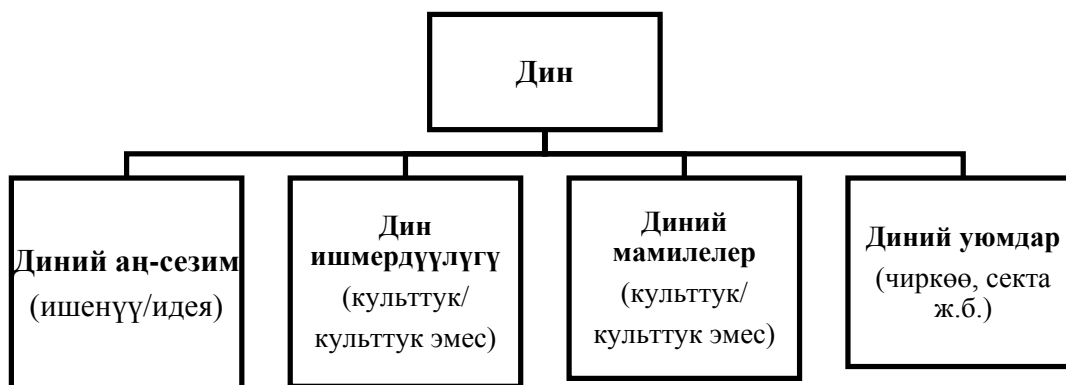 Дин
Диний аң-сезим
(ишенүү/идея)
Дин
ишмердүүлүгү
(культтук/
культтук эмес)
Диний
мамилелер
(культтук/
культтук эмес)
Диний уюмдар
(чиркөө, секта
ж.б.)